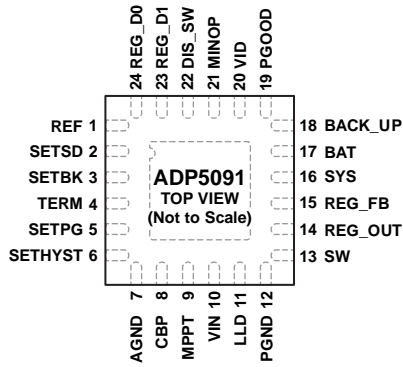 24 REG_D0
23 REG_D1
22 DIS_SW
21 MINOP
20 VID
19 PGOOD
REF 1
SETSD 2
SETBK 3
TERM 4
SETPG 5
SETHYST 6
ADP5091
TOP VIEW
(Not to Scale)
18 BACK_UP
17 BAT
16 SYS
15 REG_FB
14 REG_OUT
13 SW
AGND 7
CBP 8
MPPT 9
VIN 10
LLD 11
PGND 12